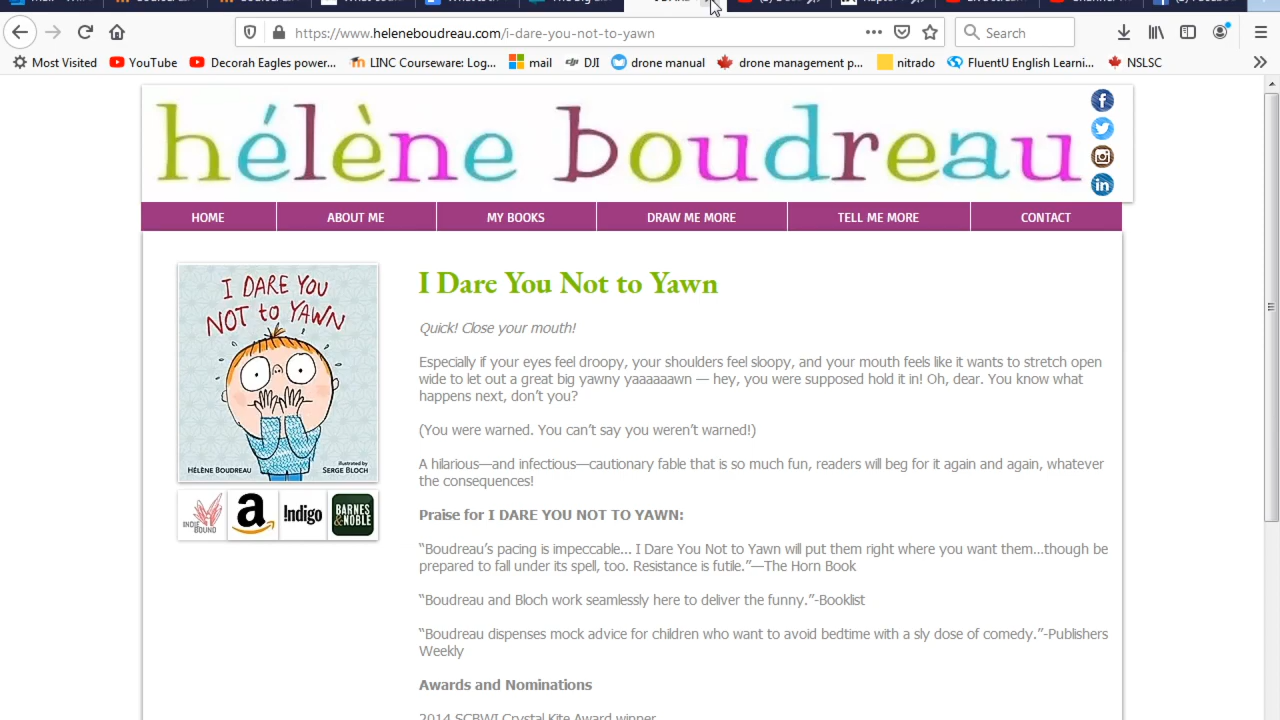 https://www.heleneboudreau.com/i-dare-you-not-to-yawn
Search
Most Visited
YouTube
Decorah Eagles power...
LINC Courseware: Log...
mail
DJI
drone manual
drone management p...
nitrado
FluentU English Learni...
NSLSC
hélène boudreau
HOME
ABOUT ME
MY BOOKS
DRAW ME MORE
TELL ME MORE
CONTACT
I DARE YOU
NOT to YAWN
HÉLÈNE BOUDREAU
illustrated by
SERGE BLOCH
INDIE
BOUND
a
!ndigo
BARNES
&NOBLE
I Dare You Not to Yawn
Quick! Close your mouth!
Especially if your eyes feel droopy, your shoulders feel sloopy, and your mouth feels like it wants to stretch open
wide to let out a great big yawny yaaaaaawn — hey, you were supposed hold it in! Oh, dear. You know what
happens next, don't you?
(You were warned. You can't say you weren't warned!)
A hilarious—and infectious—cautionary fable that is so much fun, readers will beg for it again and again, whatever
the consequences!
Praise for I DARE YOU NOT TO YAWN:
“Boudreau's pacing is impeccable... I Dare You Not to Yawn will put them right where you want them...though be
prepared to fall under its spell, too. Resistance is futile.”—The Horn Book
“Boudreau and Bloch work seamlessly here to deliver the funny.”-Booklist
“Boudreau dispenses mock advice for children who want to avoid bedtime with a sly dose of comedy.”-Publishers
Weekly
Awards and Nominations
2014 SCBWI Crystal Kite Award winner